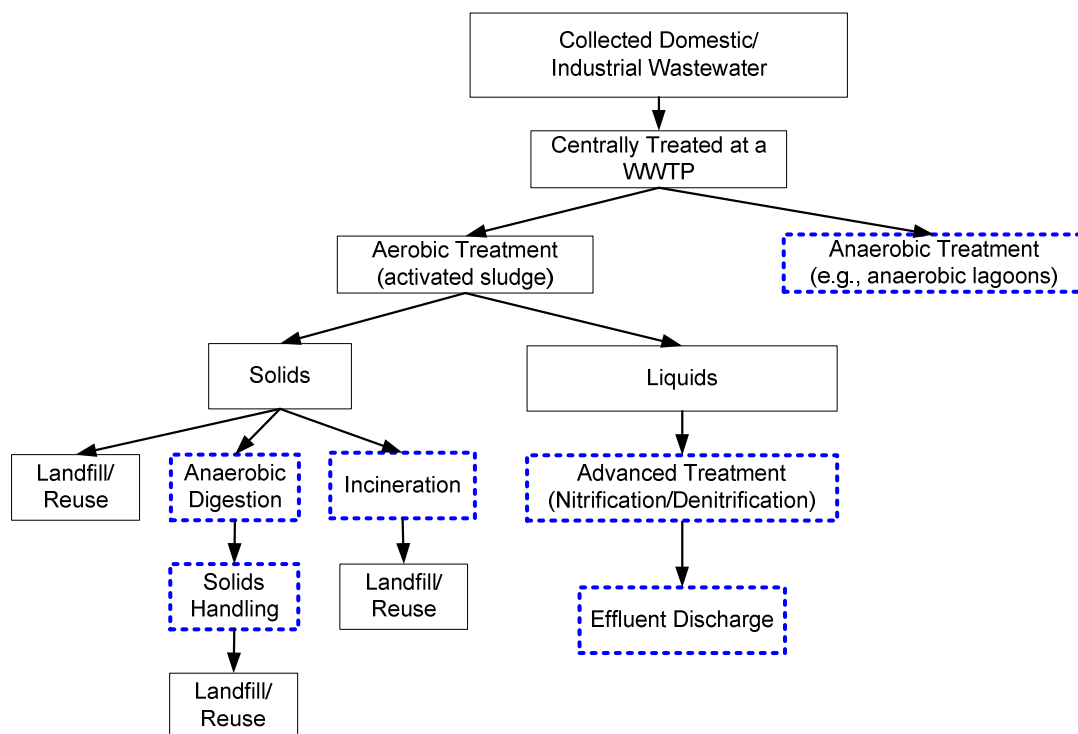 Collected Domestic/
Industrial Wastewater
Centrally Treated at a
WWTP
Aerobic Treatment
(activated sludge)
Anaerobic Treatment
(e.g., anaerobic lagoons)
Solids
Liquids
Landfill/
Reuse
Anaerobic
Digestion
Incineration
Advanced Treatment
(Nitrification/Denitrification)
Solids
Handling
Landfill/
Reuse
Effluent Discharge
Landfill/
Reuse